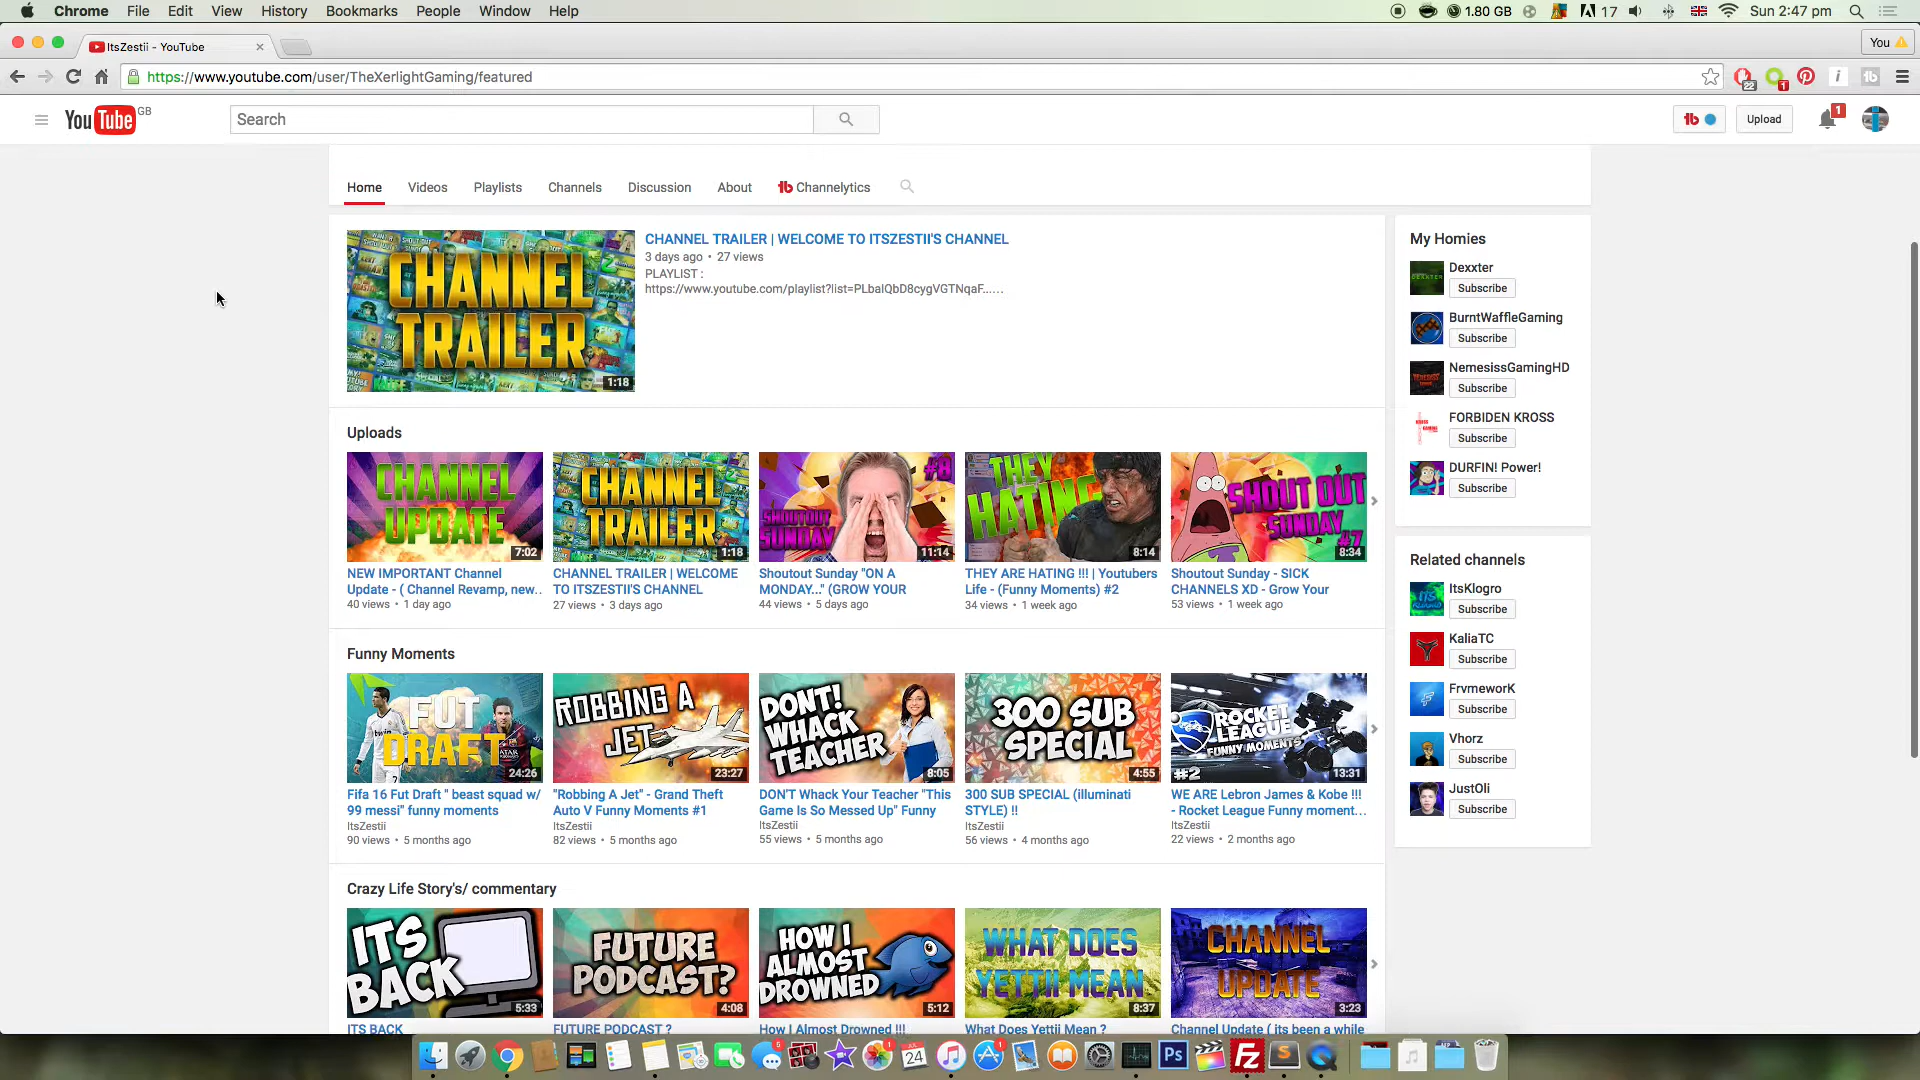 Chrome File Edit View History Bookmarks People Window Help
1.80 GB 17 Sun 2:47 pm
ItsZestii - YouTube
You
https://www.youtube.com/user/TheXerlightGaming/featured
22 1
YouTube GB
Search
Upload
1
Home Videos Playlists Channels Discussion About Channelytics
CHANNEL TRAILER
1:18
CHANNEL TRAILER | WELCOME TO ITSZESTII'S CHANNEL
3 days ago • 27 views
PLAYLIST :
https://www.youtube.com/playlist?list=PLbalQbD8cygVGTNqaF......
My Homies
Dexxter
Subscribe
BurntWaffleGaming
Subscribe
NemesissGamingHD
Subscribe
FORBIDEN KROSS
Subscribe
DURFIN! Power!
Subscribe
Uploads
CHANNEL UPDATE
7:02
NEW IMPORTANT Channel
Update - ( Channel Revamp, new..
40 views • 1 day ago
CHANNEL TRAILER
1:18
CHANNEL TRAILER | WELCOME
TO ITSZESTII'S CHANNEL
27 views • 3 days ago
#8
SHOUTOUT SUNDAY
11:14
Shoutout Sunday "ON A
MONDAY..." (GROW YOUR
44 views • 5 days ago
THEY HATING
8:14
THEY ARE HATING !!! | Youtubers
Life - (Funny Moments) #2
34 views • 1 week ago
SHOUT OUT SUNDAY #7
8:34
Shoutout Sunday - SICK
CHANNELS XD - Grow Your
53 views • 1 week ago
Related channels
ItsKlogro
Subscribe
KaliaTC
Subscribe
FrvmeworK
Subscribe
Vhorz
Subscribe
JustOli
Subscribe
Funny Moments
FUT DRAFT
24:26
Fifa 16 Fut Draft " beast squad w/
99 messi" funny moments
ItsZestii
90 views • 5 months ago
ROBBING A JET
23:27
"Robbing A Jet" - Grand Theft
Auto V Funny Moments #1
ItsZestii
82 views • 5 months ago
DONT! WHACK TEACHER
8:05
DON'T Whack Your Teacher "This
Game Is So Messed Up" Funny
ItsZestii
55 views • 5 months ago
300 SUB SPECIAL
4:55
300 SUB SPECIAL (illuminati
STYLE) !!
ItsZestii
56 views • 4 months ago
ROCKET LEAGUE
FUNNY MOMENTS
#2
13:31
WE ARE Lebron James & Kobe !!!
- Rocket League Funny moment...
ItsZestii
22 views • 2 months ago
Crazy Life Story's/ commentary
ITS BACK
5:33
ITS BACK
FUTURE PODCAST?
4:08
FUTURE PODCAST ?
HOW I ALMOST DROWNED
5:12
How I Almost Drowned !!!
WHAT DOES YETTII MEAN
8:37
What Does Yettii Mean ?
CHANNEL UPDATE
3:23
Channel Update ( its been a while
JUL 24 Ps Fz S